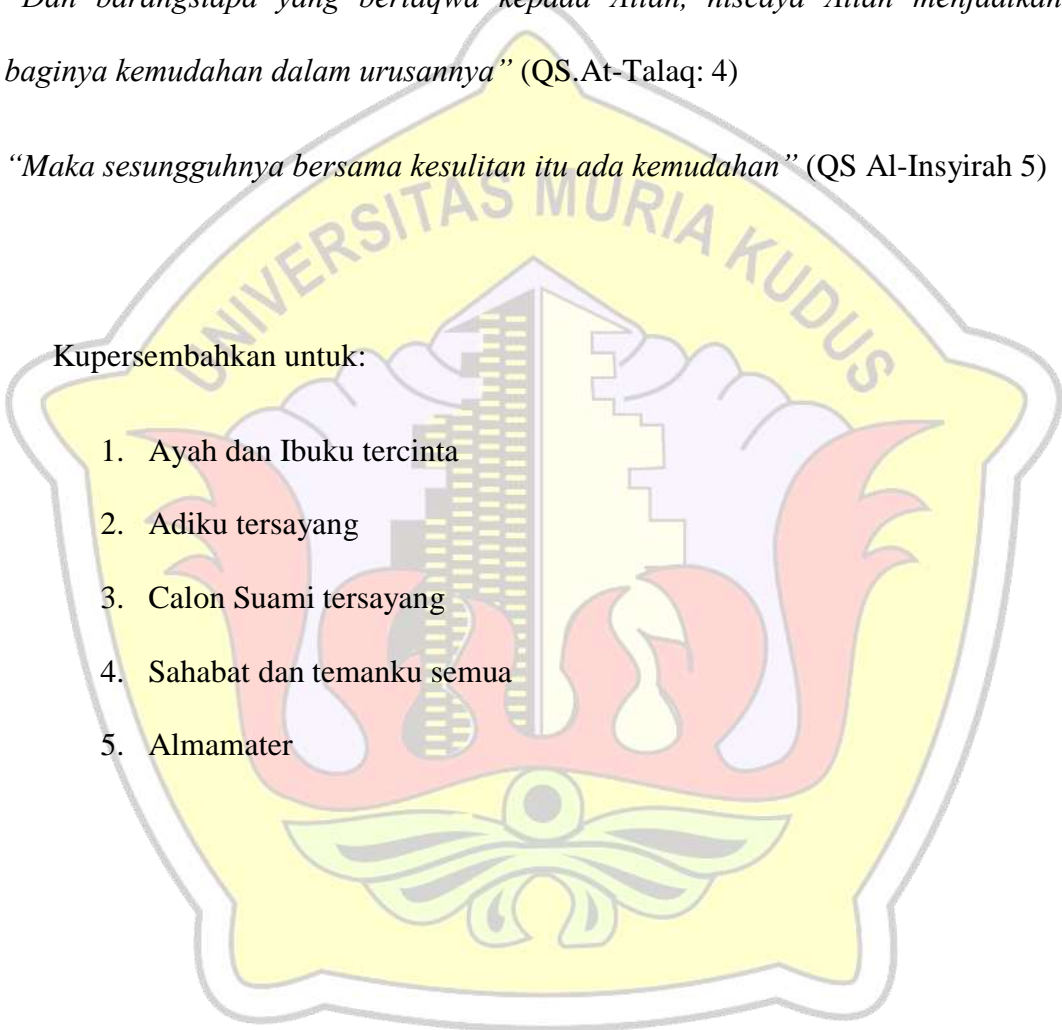 “Dan barangsiapa yang bertaqwa kepada Allah, niscaya Allah menjadikan
baginya kemudahan dalam urusannya” (QS.At-Talaq: 4)
“Maka sesungguhnya bersama kesulitan itu ada kemudahan” (QS Al-Insyirah 5)
UNIVERSITAS MURIA KUDUS
Kupersembahkan untuk:
1. Ayah dan Ibuku tercinta
2. Adiku tersayang
3. Calon Suami tersayang
4. Sahabat dan temanku semua
5. Almamater